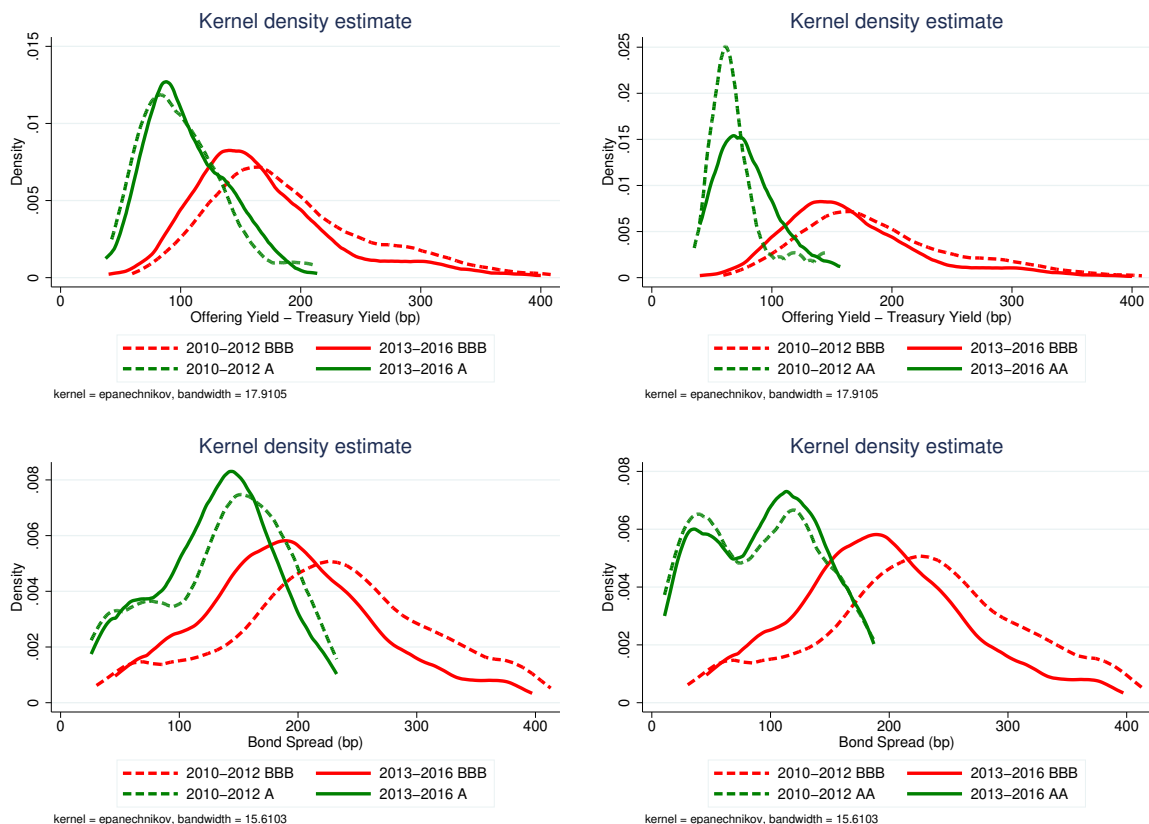 Kernel density estimate
.015
.01
.005
0
Density
0 100 200 300 400
Offering Yield − Treasury Yield (bp)
2010−2012 BBB 2013−2016 BBB
2010−2012 A 2013−2016 A
kernel = epanechnikov, bandwidth = 17.9105
Kernel density estimate
.025
.02
.015
.01
.005
0
Density
0 100 200 300 400
Offering Yield − Treasury Yield (bp)
2010−2012 BBB 2013−2016 BBB
2010−2012 AA 2013−2016 AA
kernel = epanechnikov, bandwidth = 17.9105
Kernel density estimate
.008
.006
.004
.002
0
Density
0 100 200 300 400
Bond Spread (bp)
2010−2012 BBB 2013−2016 BBB
2010−2012 A 2013−2016 A
kernel = epanechnikov, bandwidth = 15.6103
Kernel density estimate
.008
.006
.004
.002
0
Density
0 100 200 300 400
Bond Spread (bp)
2010−2012 BBB 2013−2016 BBB
2010−2012 AA 2013−2016 AA
kernel = epanechnikov, bandwidth = 15.6103